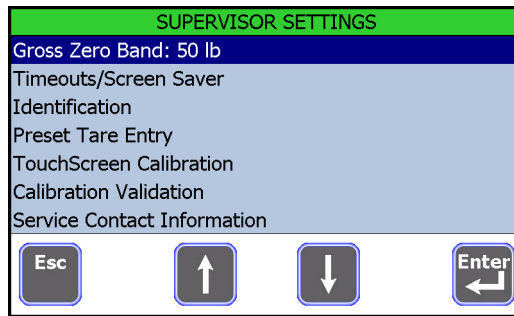 SUPERVISOR SETTINGS
Gross Zero Band: 50 lb
Timeouts/Screen Saver
Identification
Preset Tare Entry
TouchScreen Calibration
Calibration Validation
Service Contact Information
Esc
Enter